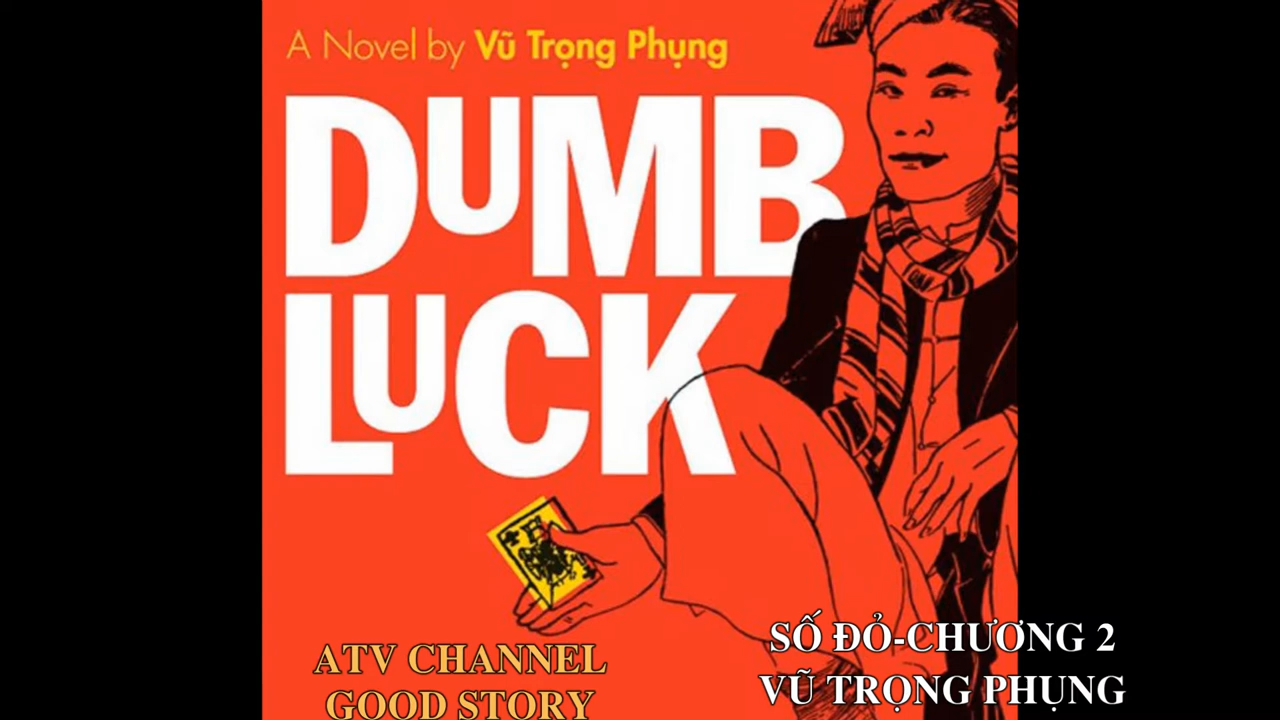 A Novel by Vũ Trọng Phụng
DUMB
LUCK
SỐ ĐỎ-CHƯƠNG 2
VŨ TRỌNG PHỤNG
ATV CHANNEL
GOOD STORY